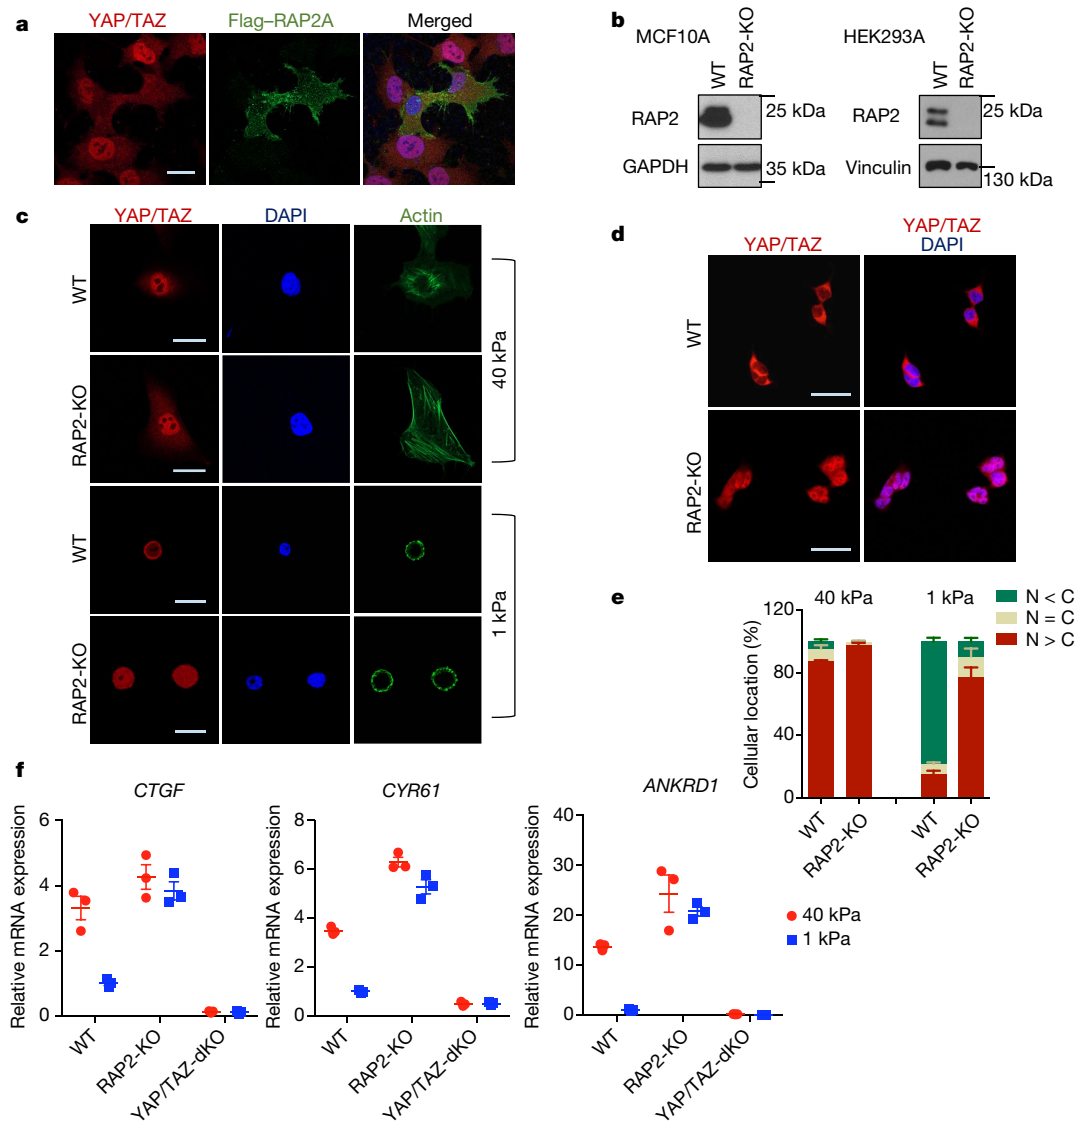 a
YAP/TAZ
Flag–RAP2A
Merged
b
MCF10A
WT
RAP2-KO
RAP2
25 kDa
GAPDH
35 kDa
HEK293A
WT
RAP2-KO
RAP2
25 kDa
Vinculin
130 kDa
c
YAP/TAZ
DAPI
Actin
WT
RAP2-KO
40 kPa
WT
RAP2-KO
1 kPa
d
YAP/TAZ
YAP/TAZ
DAPI
WT
RAP2-KO
e
40 kPa
1 kPa
N < C
N = C
N > C
Cellular location (%)
120
80
40
0
WT
RAP2-KO
WT
RAP2-KO
f
CTGF
Relative mRNA expression
6
4
2
0
WT
RAP2-KO
YAP/TAZ-dKO
CYR61
Relative mRNA expression
8
6
4
2
0
WT
RAP2-KO
YAP/TAZ-dKO
ANKRD1
Relative mRNA expression
40
30
20
10
0
WT
RAP2-KO
YAP/TAZ-dKO
40 kPa
1 kPa